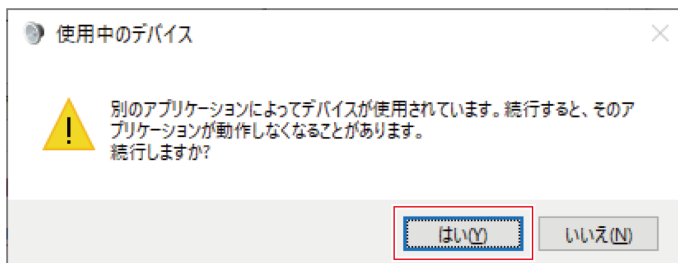 使用中のデバイス
別のアプリケーションによってデバイスが使用されています。続行すると、そのア
プリケーションが動作しなくなることがあります。
続行しますか?
はい(Y) いいえ(N)